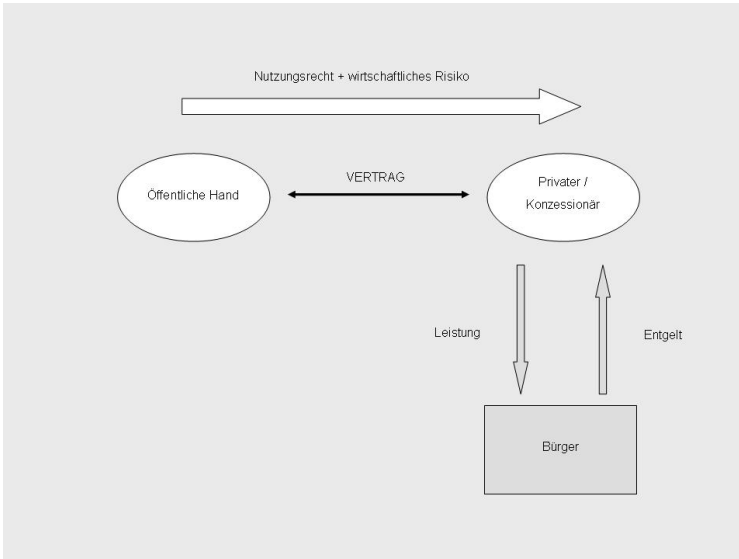 Nutzungsrecht + wirtschaftliches Risiko
VERTRAG
Öffentliche Hand
Privater /
Konzessionär
Leistung
Entgelt
Bürger